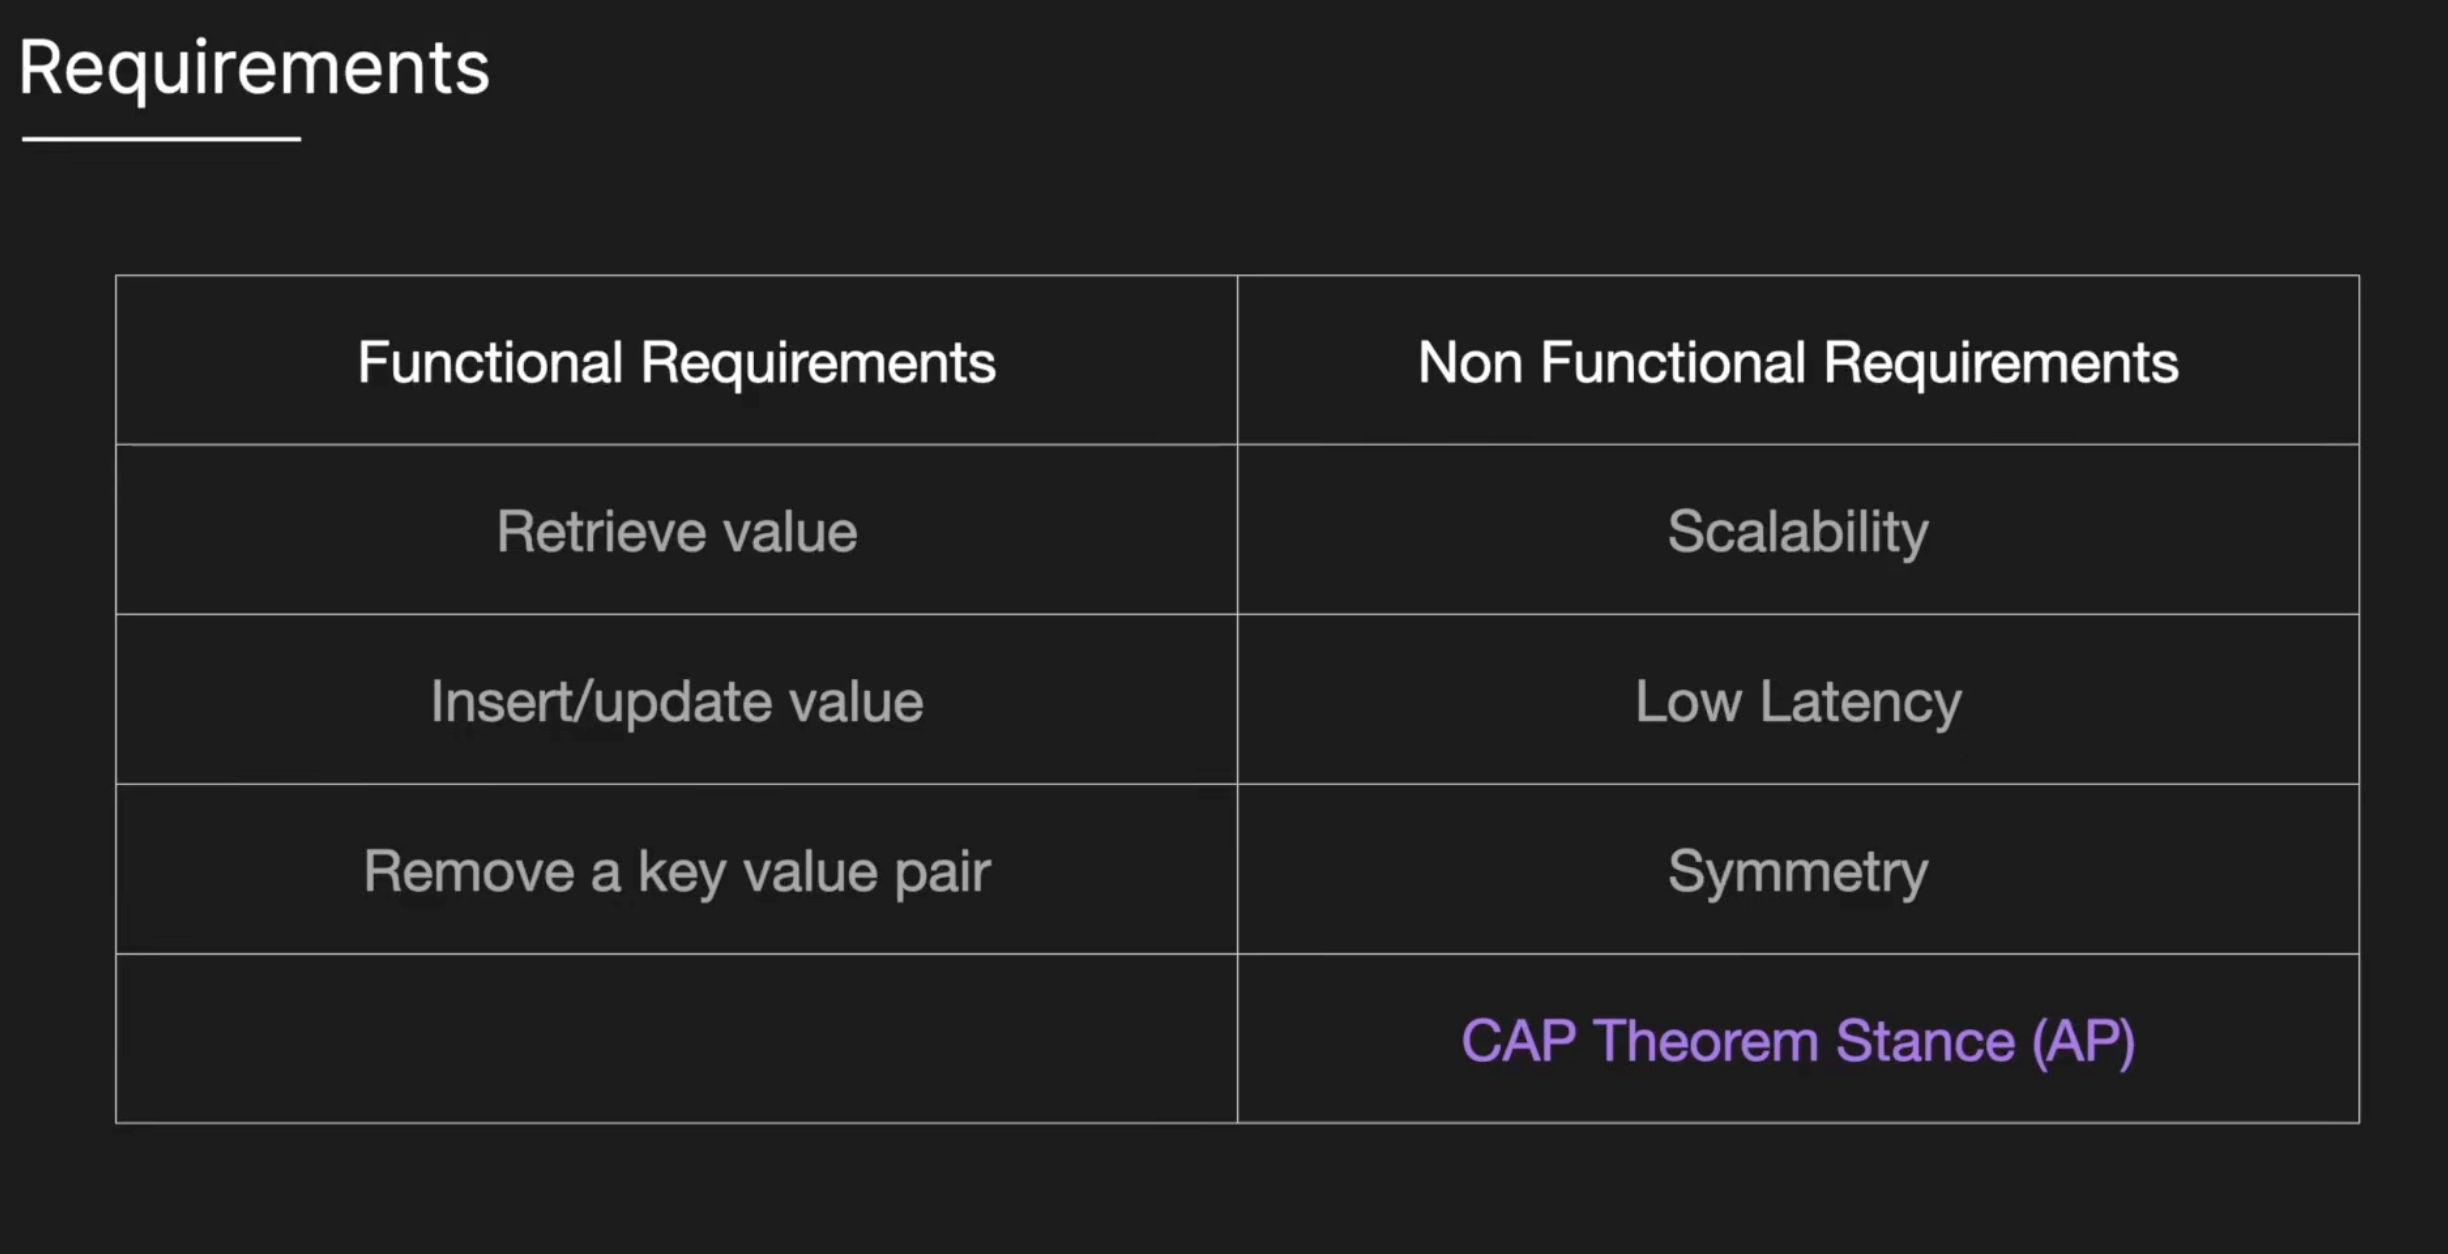 Requirements
Functional Requirements
Non Functional Requirements
Retrieve value
Scalability
Insert/update value
Low Latency
Remove a key value pair
Symmetry
CAP Theorem Stance (AP)